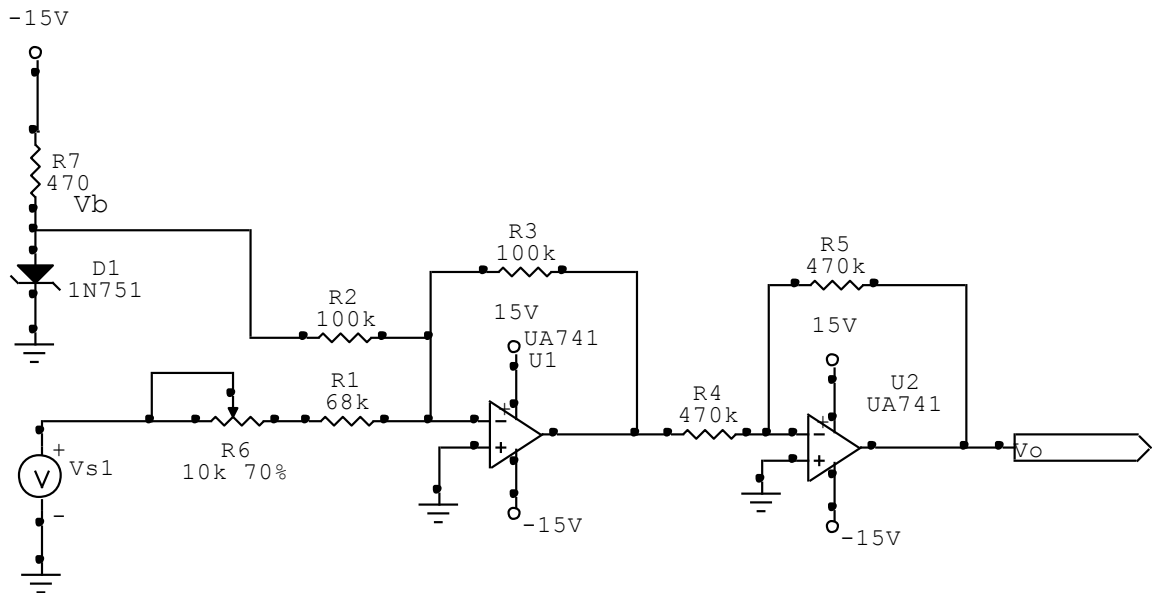 -15V
R7
470
Vb
D1
1N751
R2
100k
R3
100k
15V
UA741
U1
R1
68k
R6
10k 70%
+
V
Vs1
-
+
-
+
-15V
R4
470k
R5
470k
15V
U2
UA741
+
-
+
-15V
Vo